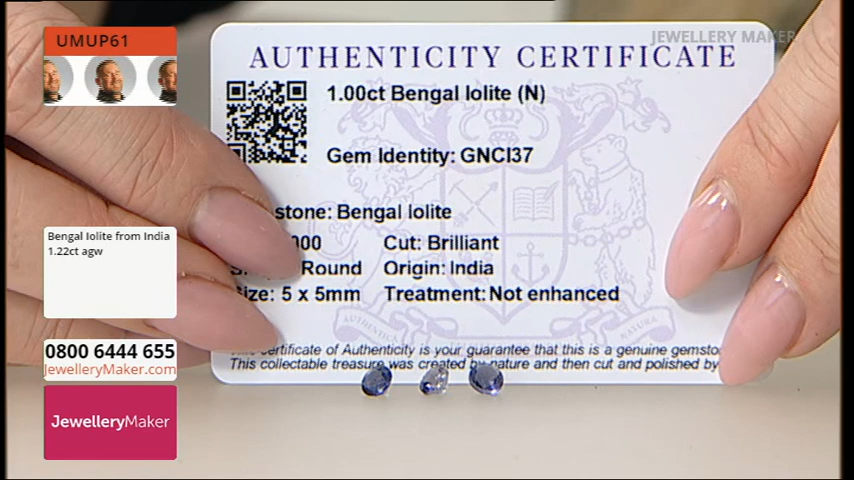 UMUP61
JEWELLERY MAKER
AUTHENTICITY CERTIFICATE
1.00ct Bengal Iolite (N)
Gem Identity: GNCI37
stone: Bengal Iolite
000 Cut: Brilliant
Round Origin: India
Size: 5 x 5mm Treatment: Not enhanced
certificate of Authenticity is your guarantee that this is a genuine
This collectable treasure was created by nature and then cut and polished by
Bengal Iolite from India
1.22ct agw
0800 6444 655
JewelleryMaker.com
JewelleryMaker